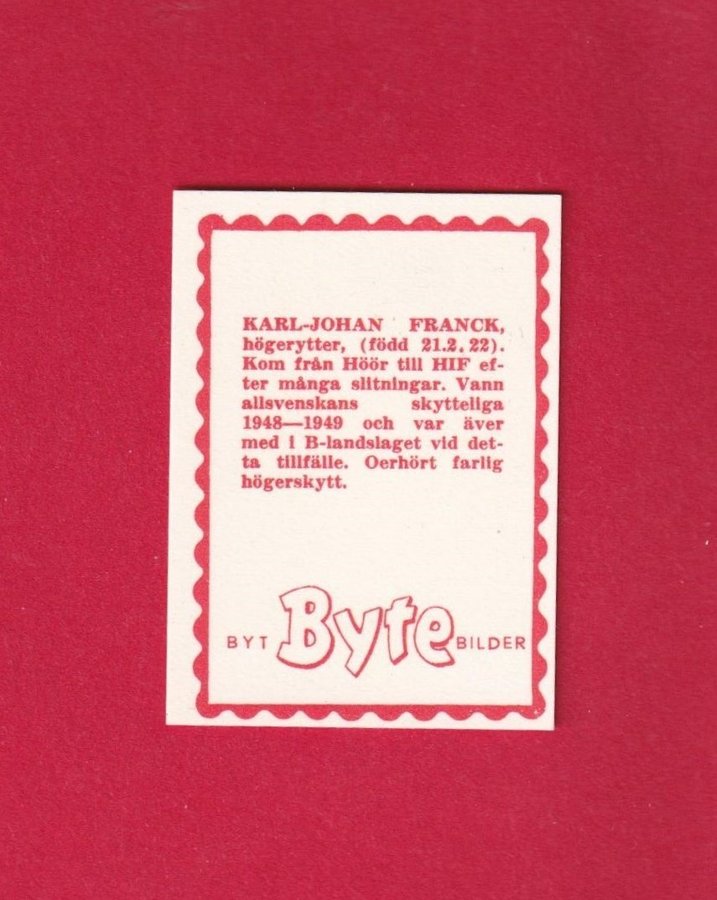 KARL-JOHAN FRANCK,
högerytter, (född 21.2.22).
Kom från Höör till HIF ef-
ter många slitningar. Vann
allsvenskans skytteliga
1948—1949 och var äver
med i B-landslaget vid det-
ta tillfälle. Oerhört farlig
högerskytt.
BYT Byte BILDER